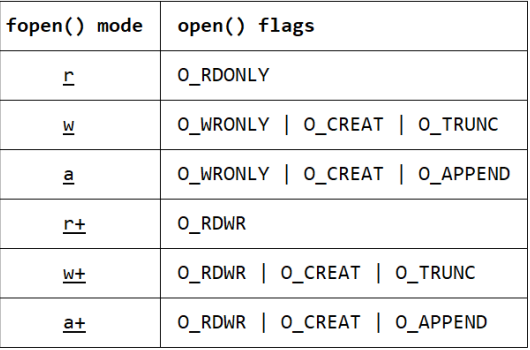 fopen() mode open() flags
r O_RDONLY
w O_WRONLY | O_CREAT | O_TRUNC
a O_WRONLY | O_CREAT | O_APPEND
r+ O_RDWR
w+ O_RDWR | O_CREAT | O_TRUNC
a+ O_RDWR | O_CREAT | O_APPEND